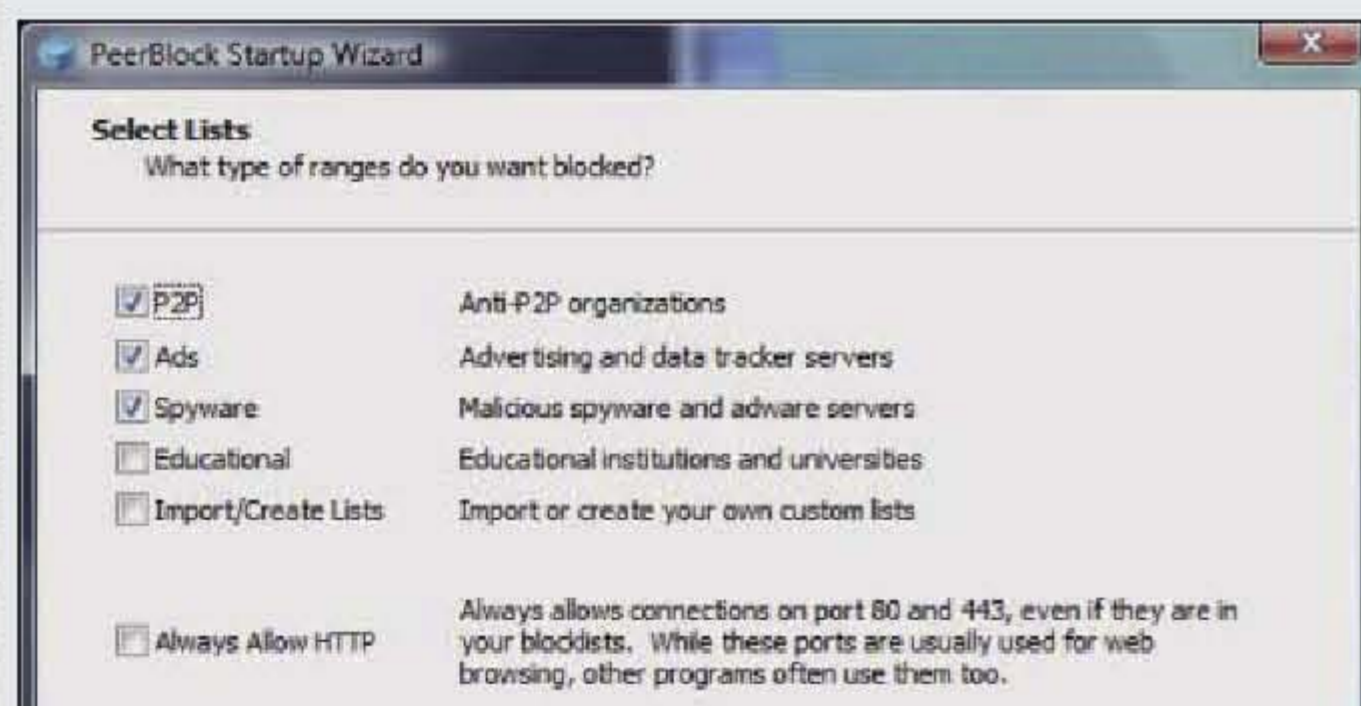 PeerBlock Startup Wizard
Select Lists
What type of ranges do you want blocked?
P2P Anti-P2P organizations
Ads Advertising and data tracker servers
Spyware Malicious spyware and adware servers
Educational Educational institutions and universities
Import/Create Lists Import or create your own custom lists
Always allows connections on port 80 and 443, even if they are in
Always Allow HTTP your blocklists. While these ports are usually used for web
browsing, other programs often use them too.